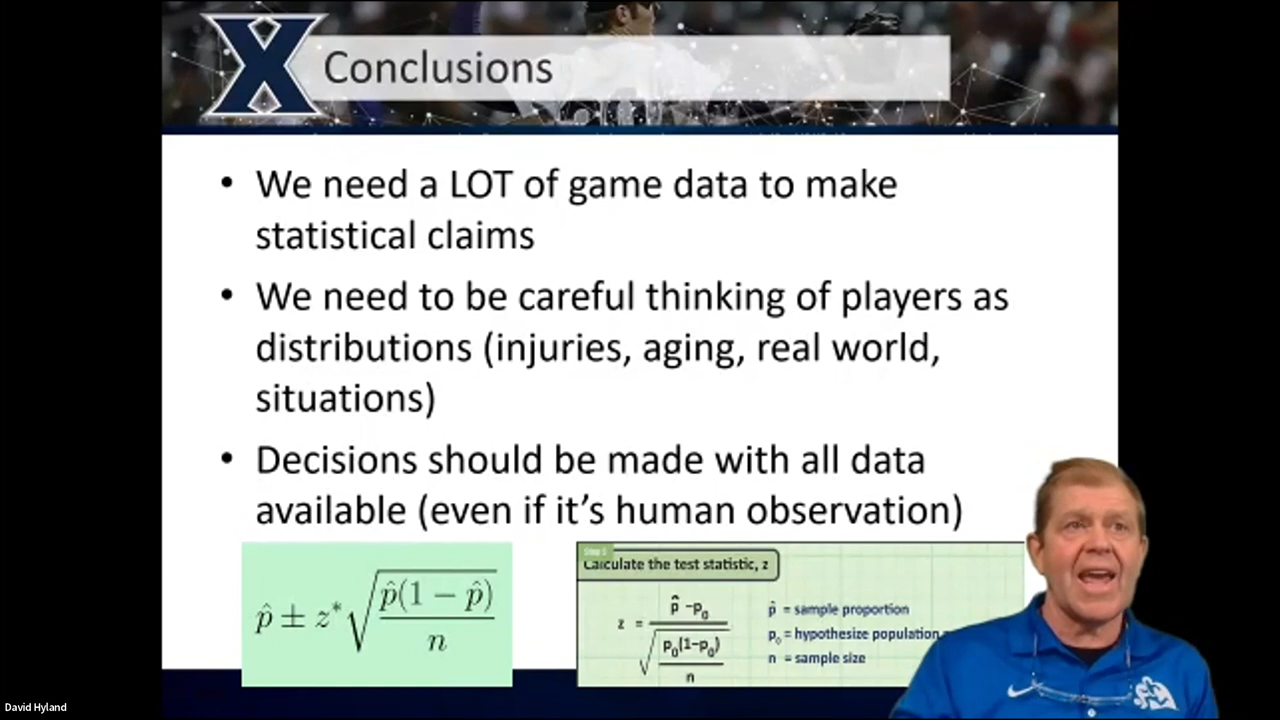 X Conclusions
• We need a LOT of game data to make
statistical claims
• We need to be careful thinking of players as
distributions (injuries, aging, real world,
situations)
• Decisions should be made with all data
available (even if it's human observation)
p̂ ± z* √(p̂(1 − p̂)/n)
Step 5
Calculate the test statistic, z
z = (p̂ - p₀)/√(p₀(1-p₀)/n)
p̂ = sample proportion
p₀ = hypothesize population
n = sample size
David Hyland